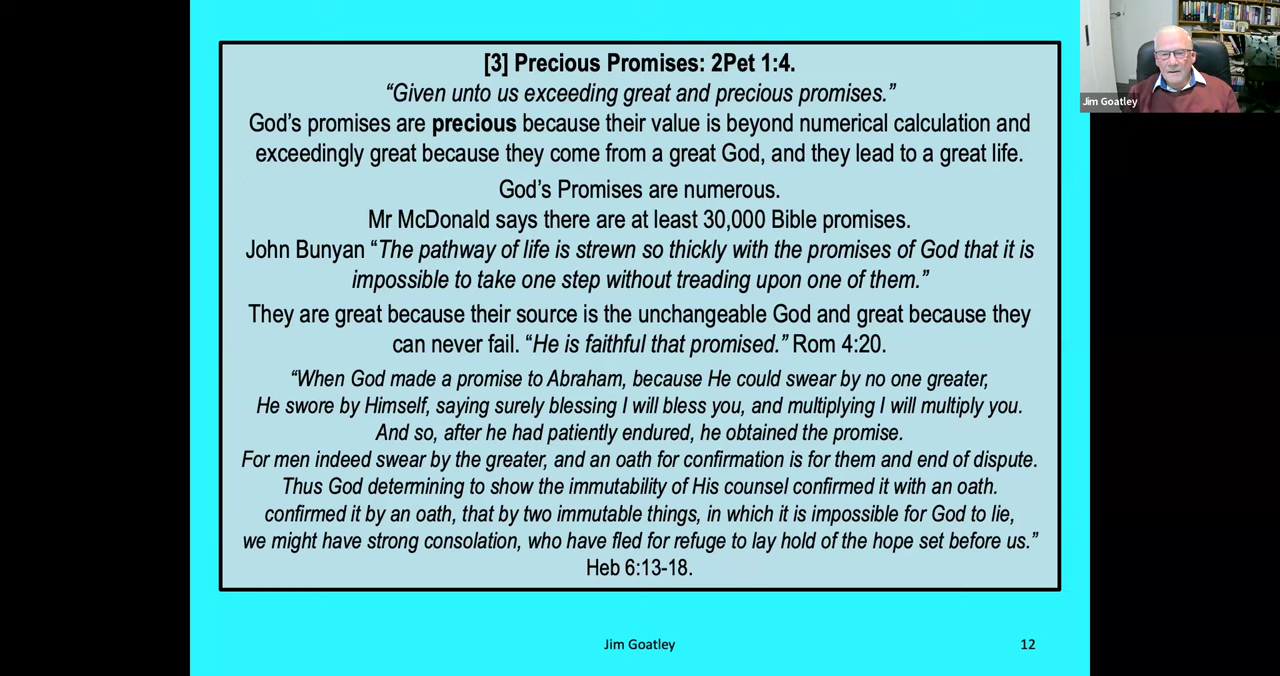 [3] Precious Promises: 2Pet 1:4.
“Given unto us exceeding great and precious promises.”
God’s promises are precious because their value is beyond numerical calculation and
exceedingly great because they come from a great God, and they lead to a great life.
God’s Promises are numerous.
Mr McDonald says there are at least 30,000 Bible promises.
John Bunyan “The pathway of life is strewn so thickly with the promises of God that it is
impossible to take one step without treading upon one of them.”
They are great because their source is the unchangeable God and great because they
can never fail. “He is faithful that promised.” Rom 4:20.
“When God made a promise to Abraham, because He could swear by no one greater,
He swore by Himself, saying surely blessing I will bless you, and multiplying I will multiply you.
And so, after he had patiently endured, he obtained the promise.
For men indeed swear by the greater, and an oath for confirmation is for them and end of dispute.
Thus God determining to show the immutability of His counsel confirmed it with an oath.
confirmed it by an oath, that by two immutable things, in which it is impossible for God to lie,
we might have strong consolation, who have fled for refuge to lay hold of the hope set before us.”
Heb 6:13-18.
Jim Goatley
12
Jim Goatley